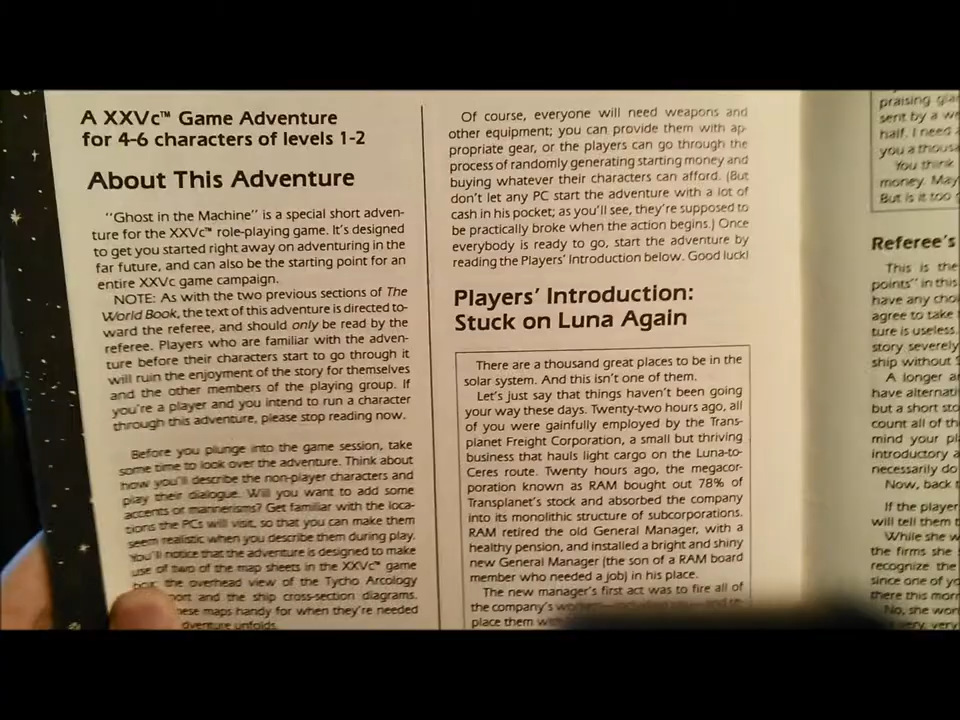 A XXVc™ Game Adventure
for 4-6 characters of levels 1-2
About This Adventure
"Ghost in the Machine" is a special short adven-
ture for the XXVc™ role-playing game. It's designed
to get you started right away on adventuring in the
far future, and can also be the starting point for an
entire XXVc game campaign.
NOTE: As with the two previous sections of The
World Book, the text of this adventure is directed to-
ward the referee, and should only be read by the
referee. Players who are familiar with the adven-
ture before their characters start to go through it
will ruin the enjoyment of the story for themselves
and the other members of the playing group. If
you're a player and you intend to run a character
through this adventure, please stop reading now.
Before you plunge into the game session, take
some time to look over the adventure. Think about
how you'll describe the non-player characters and
play their dialogue. Will you want to add some
accents or mannerisms? Get familiar with the loca-
tions the PCs will visit, so that you can make them
seem realistic when you describe them during play.
You'll notice that the adventure is designed to make
use of two of the map sheets in the XXVc™ game
box: the overhead view of the Tycho Arcology
port and the ship cross-section diagrams.
these maps handy for when they're needed
adventure unfolds.
Of course, everyone will need weapons and
other equipment; you can provide them with ap-
propriate gear, or the players can go through the
process of randomly generating starting money and
buying whatever their characters can afford. (But
don't let any PC start the adventure with a lot of
cash in his pocket; as you'll see, they're supposed to
be practically broke when the action begins.) Once
everybody is ready to go, start the adventure by
reading the Players' Introduction below. Good luck!
Players' Introduction:
Stuck on Luna Again
There are a thousand great places to be in the
solar system. And this isn't one of them.
Let's just say that things haven't been going
your way these days. Twenty-two hours ago, all
of you were gainfully employed by the Trans-
planet Freight Corporation, a small but thriving
business that hauls light cargo on the Luna-to-
Ceres route. Twenty hours ago, the megacor-
poration known as RAM bought out 78% of
Transplanet's stock and absorbed the company
into its monolithic structure of subcorporations.
RAM retired the old General Manager, with a
healthy pension, and installed a bright and shiny
new General Manager (the son of a RAM board
member who needed a job) in his place.
The new manager's first act was to fire all of
the company's
place them
praising
sent by a
half. I need
you a
You think
money.
But is it too
Referee's
This is the
points" in this
have any
agree to take
ture is useless.
story severely
ship without
A longer
have
but a short
count all of
mind your
introductory
necessarily do
Now, back
If the player
will tell them
While she
the firms she
recognize the
since one of
there this
No, she
very, very